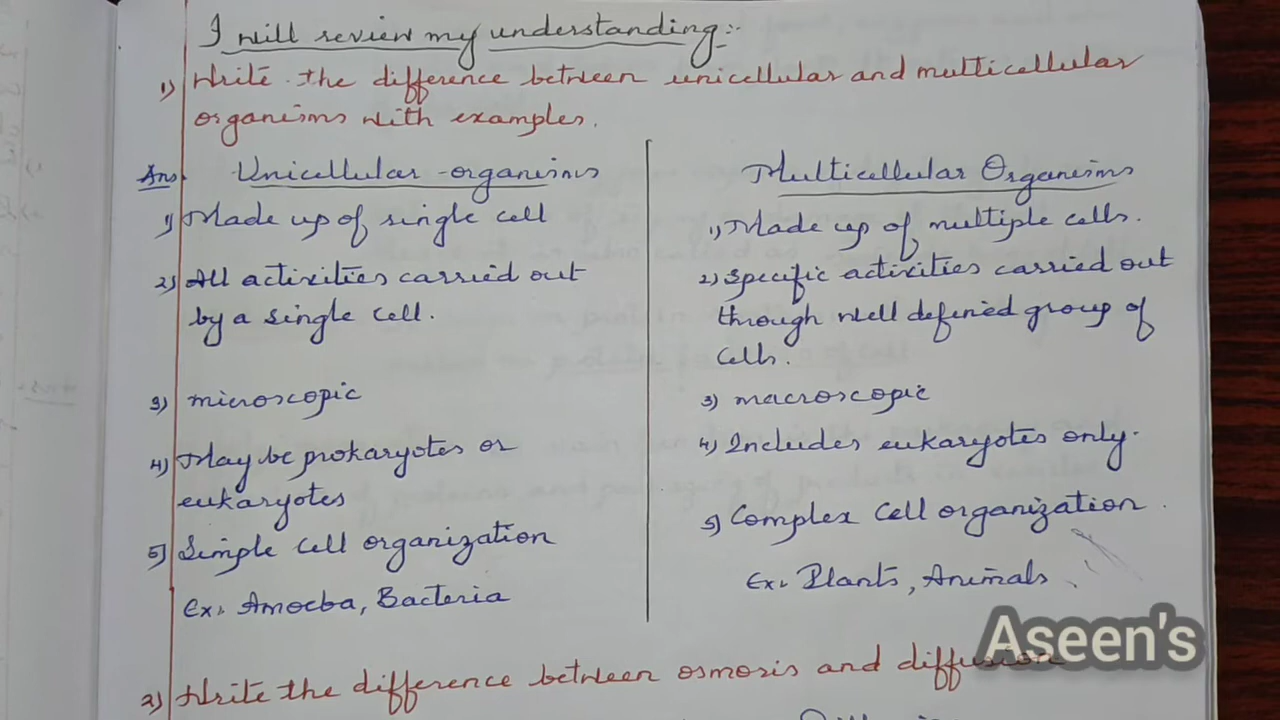 I will review my understanding:-
1) Write the difference between unicellular and multicellular
organisms with examples.
Ans. Unicellular organisms
1) Made up of single cell
2) All activities carried out
by a single cell.
3) microscopic
4) May be prokaryotes or
eukaryotes
5) Simple cell organization
Ex. Amoeba, Bacteria
Multicellular Organisms
1) Made up of multiple cells.
2) Specific activities carried out
through well defined group of
cells.
3) macroscopic
4) Includes eukaryotes only.
5) Complex cell organization.
Ex. Plants, Animals.
2) Write the difference between osmosis and diffusion
Aseen's